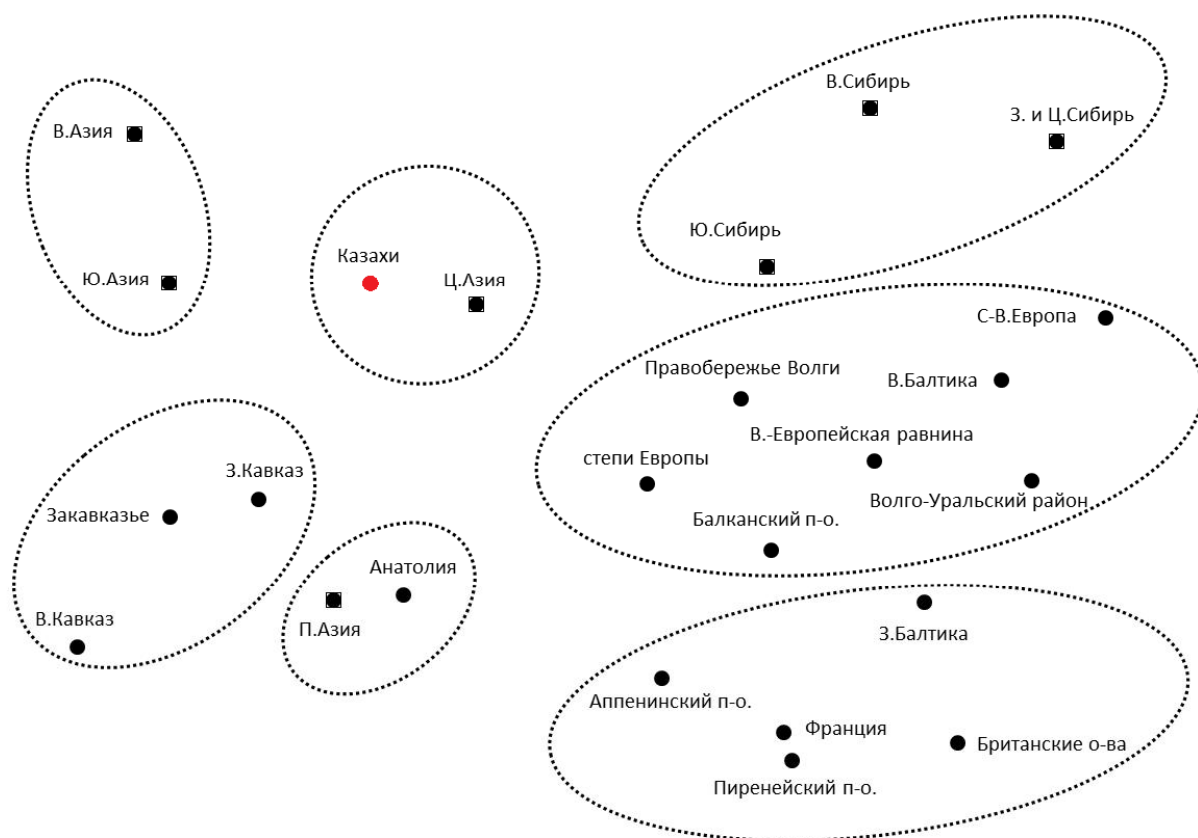 В.Сибирь
З. и Ц.Сибирь
В.Азия
Ю.Сибирь
Казахи
Ю.Азия
Ц.Азия
С-В.Европа
Правобережье Волги
В.Балтика
В.-Европейская равнина
степи Европы
З.Кавказ
Волго-Уральский район
Закавказье
Балканский п-о.
Анатолия
В.Кавказ
П.Азия
З.Балтика
Аппенинский п-о.
Франция
Британские о-ва
Пиренейский п-о.